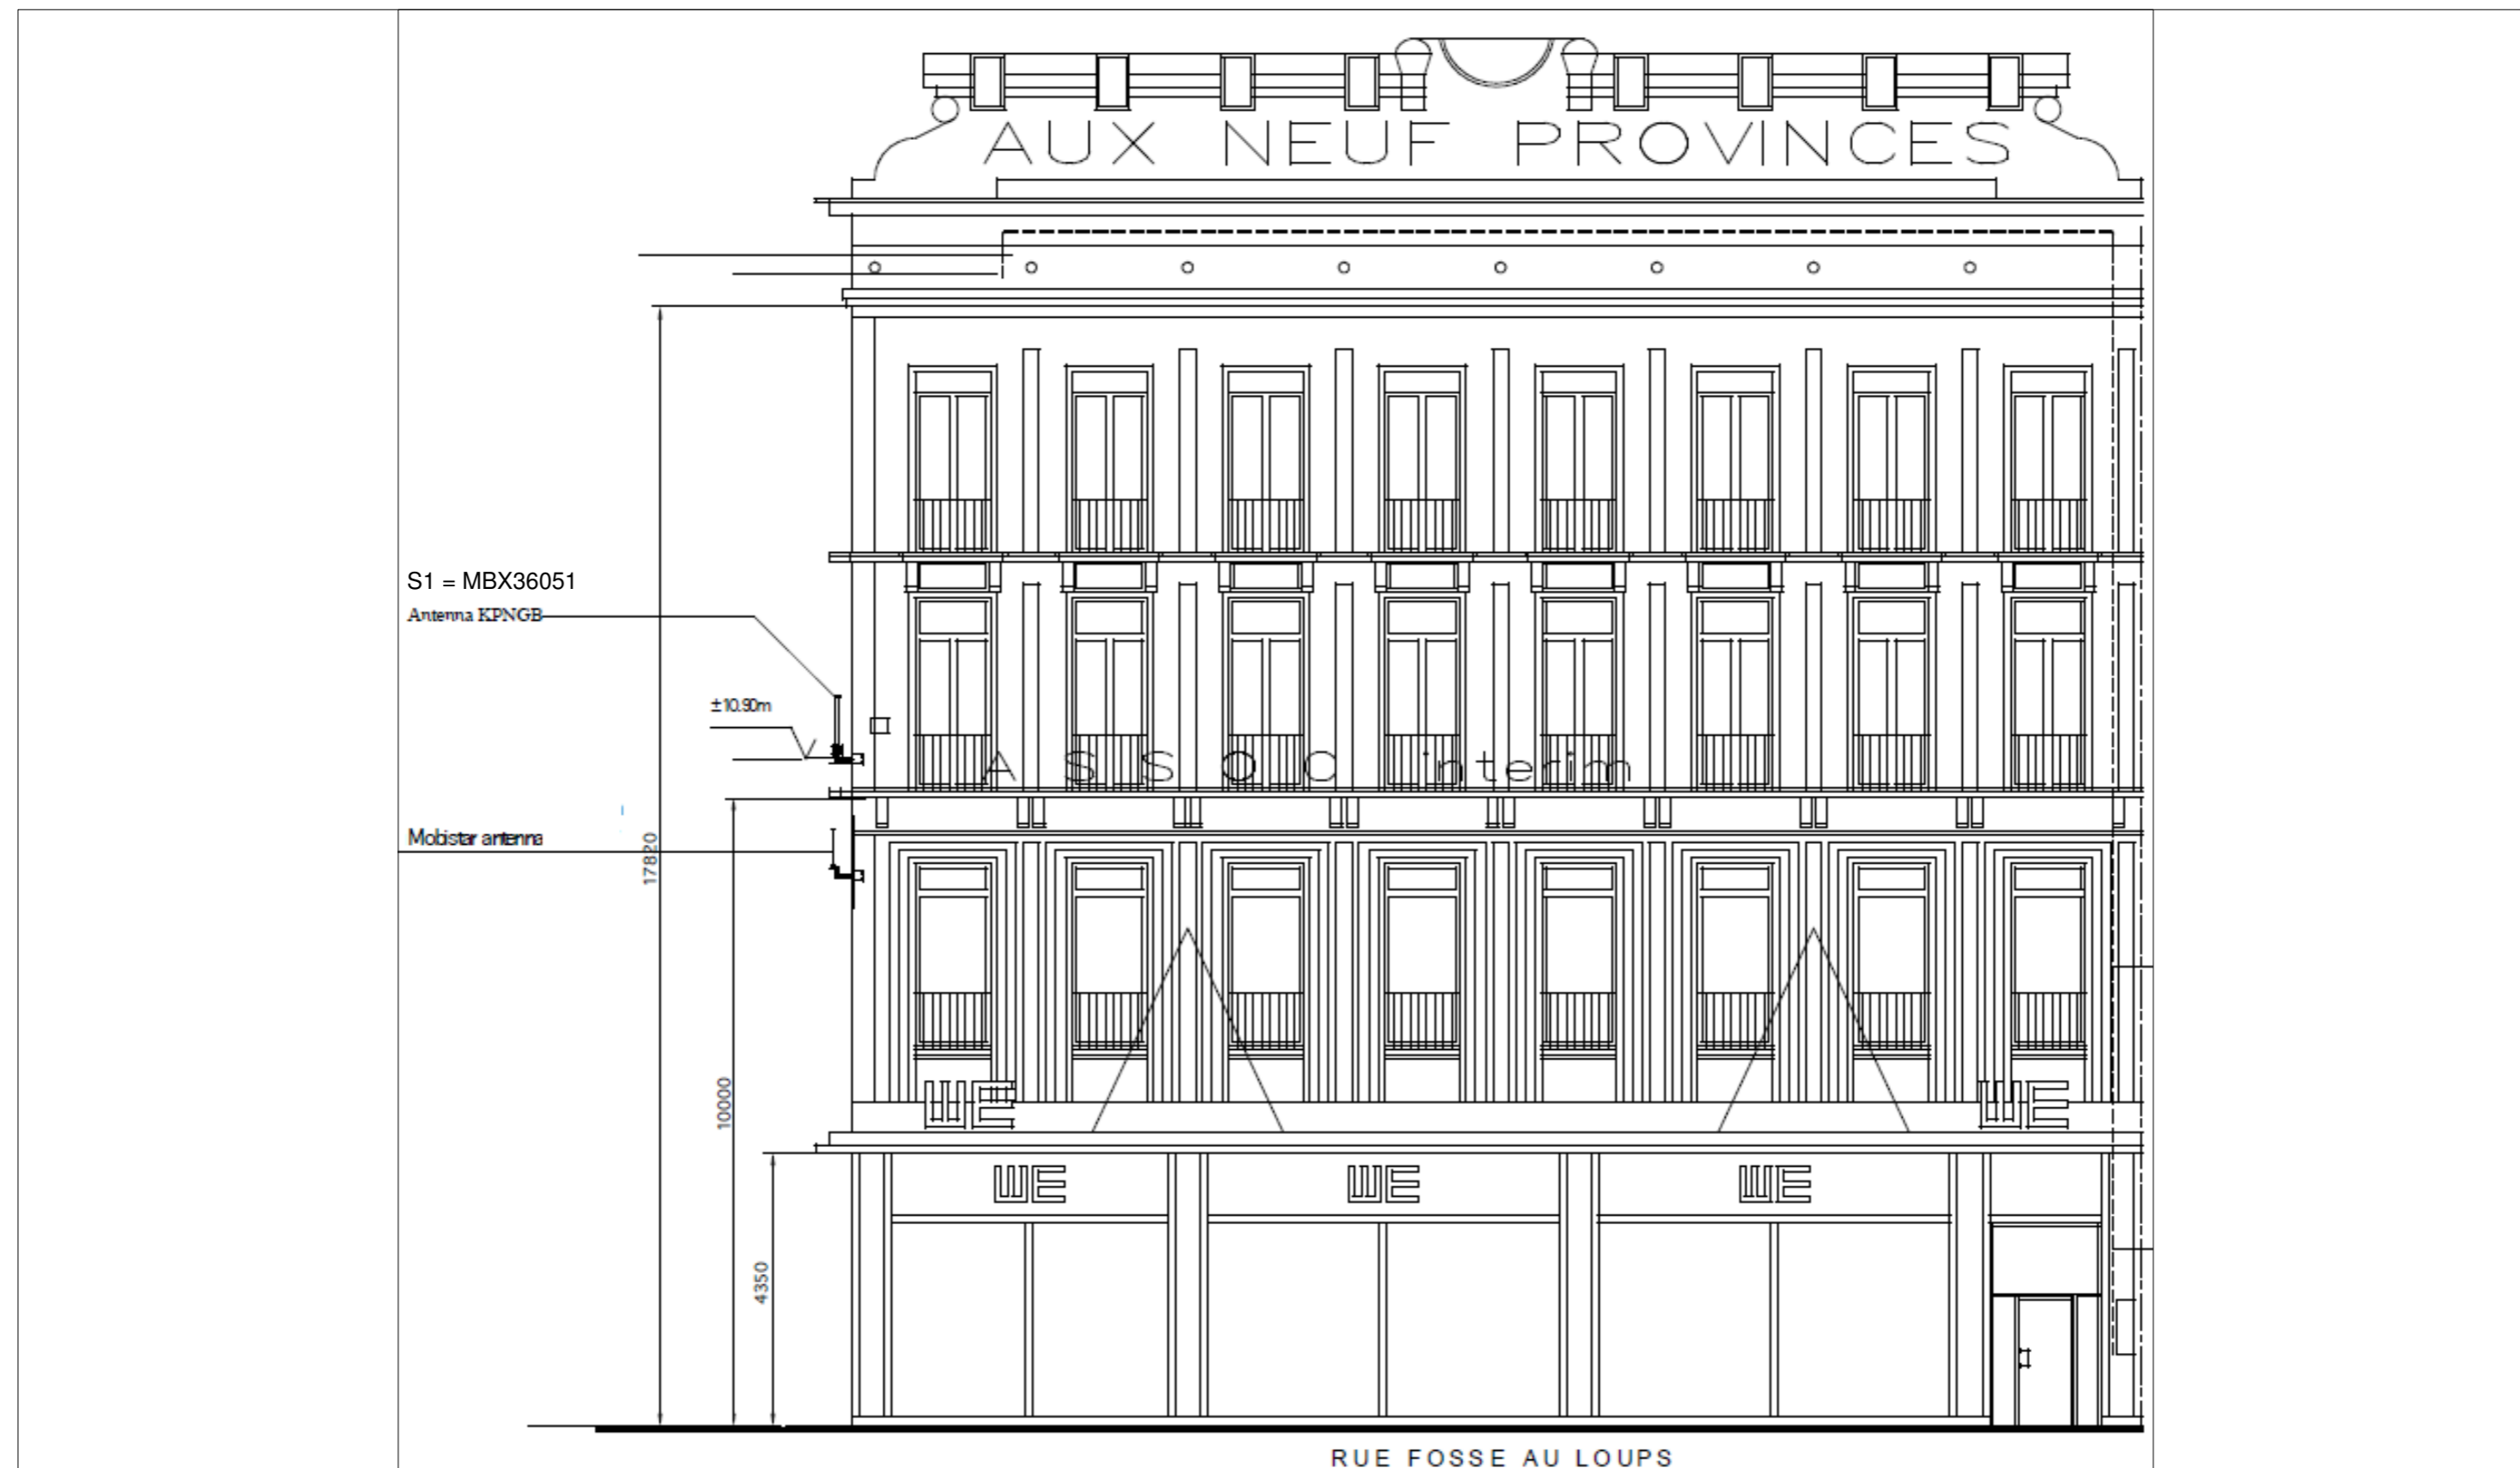 AUX NEUF PROVINCES
S1 = MBX36051
Antenna KPNGB
±10.90m
ASSOC interim
Mobistar antenna
17820
10000
WE WE
4350
WE WE WE
RUE FOSSE AU LOUPS